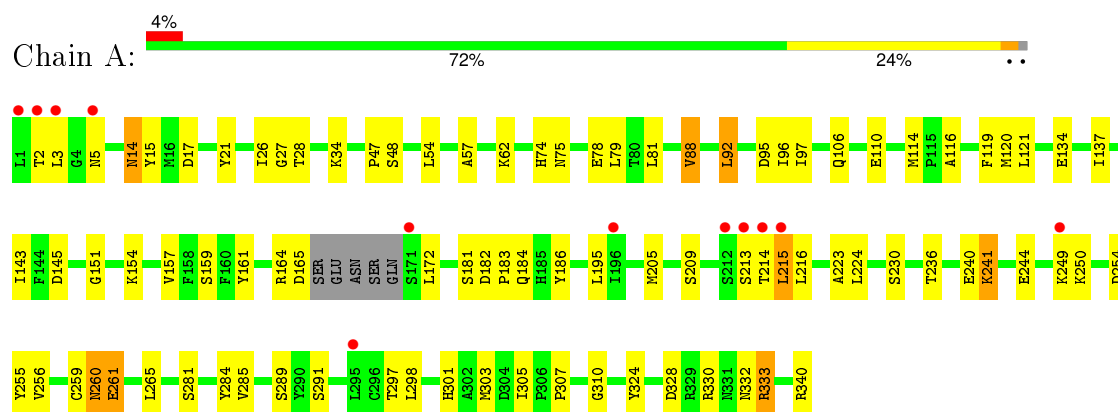 4%
Chain A:
72% 24% • •
L1 T2 L3 G4 N5 N14 Y15 M16 D17 Y21 I26 G27 T28 K34 P47 S48 L54 A57 K62 H74 N75 E78 L79 T80 L81 V88 L92 D95 I96 I97 Q106 E110 M114 P115 A116 F119 M120 L121 E134 I137
I143 F144 D145 G151 K154 V157 F158 S159 F160 Y161 R164 D165 SER GLU ASN SER GLN S171 L172 S181 D182 P183 Q184 H185 Y186 L195 I196 M205 S209 S212 S213 T214 L215 L216 A223 L224 S230 T236 E240 K241 E244 K249 K250 D254
Y255 V256 C259 N260 E261 L265 S281 Y284 V285 S289 Y290 S291 L295 C296 T297 L298 H301 A302 M303 D304 I305 P306 P307 G310 Y324 D328 R329 R330 N331 N332 R333 R340